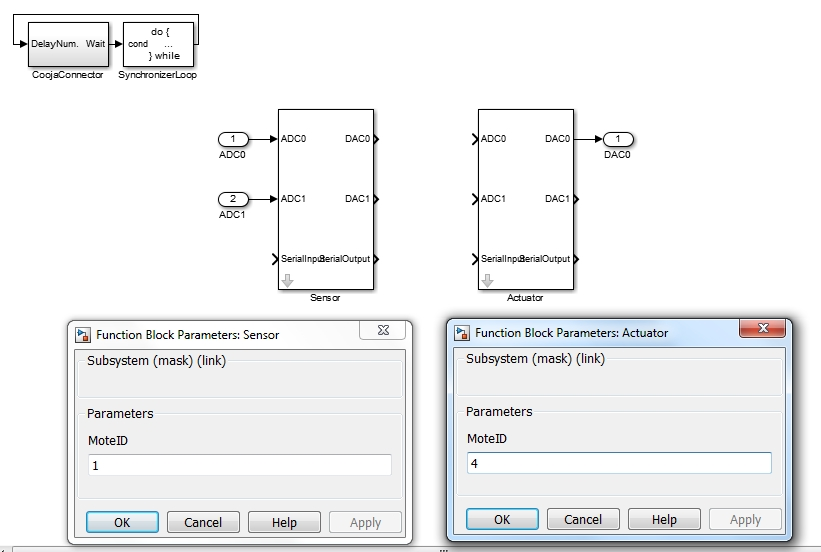 do {
DelayNum. Wait cond ...
} while
CoojaConnector SynchronizerLoop
1 ADC0 DAC0 ADC0 DAC0 1
ADC0 DAC0
2 ADC1 DAC1 ADC1 DAC1
ADC1
SerialInput SerialOutput SerialInput SerialOutput
Sensor Actuator
Function Block Parameters: Sensor
Subsystem (mask) (link)
Parameters
MoteID
1
OK Cancel Help Apply
Function Block Parameters: Actuator
Subsystem (mask) (link)
Parameters
MoteID
4
OK Cancel Help Apply